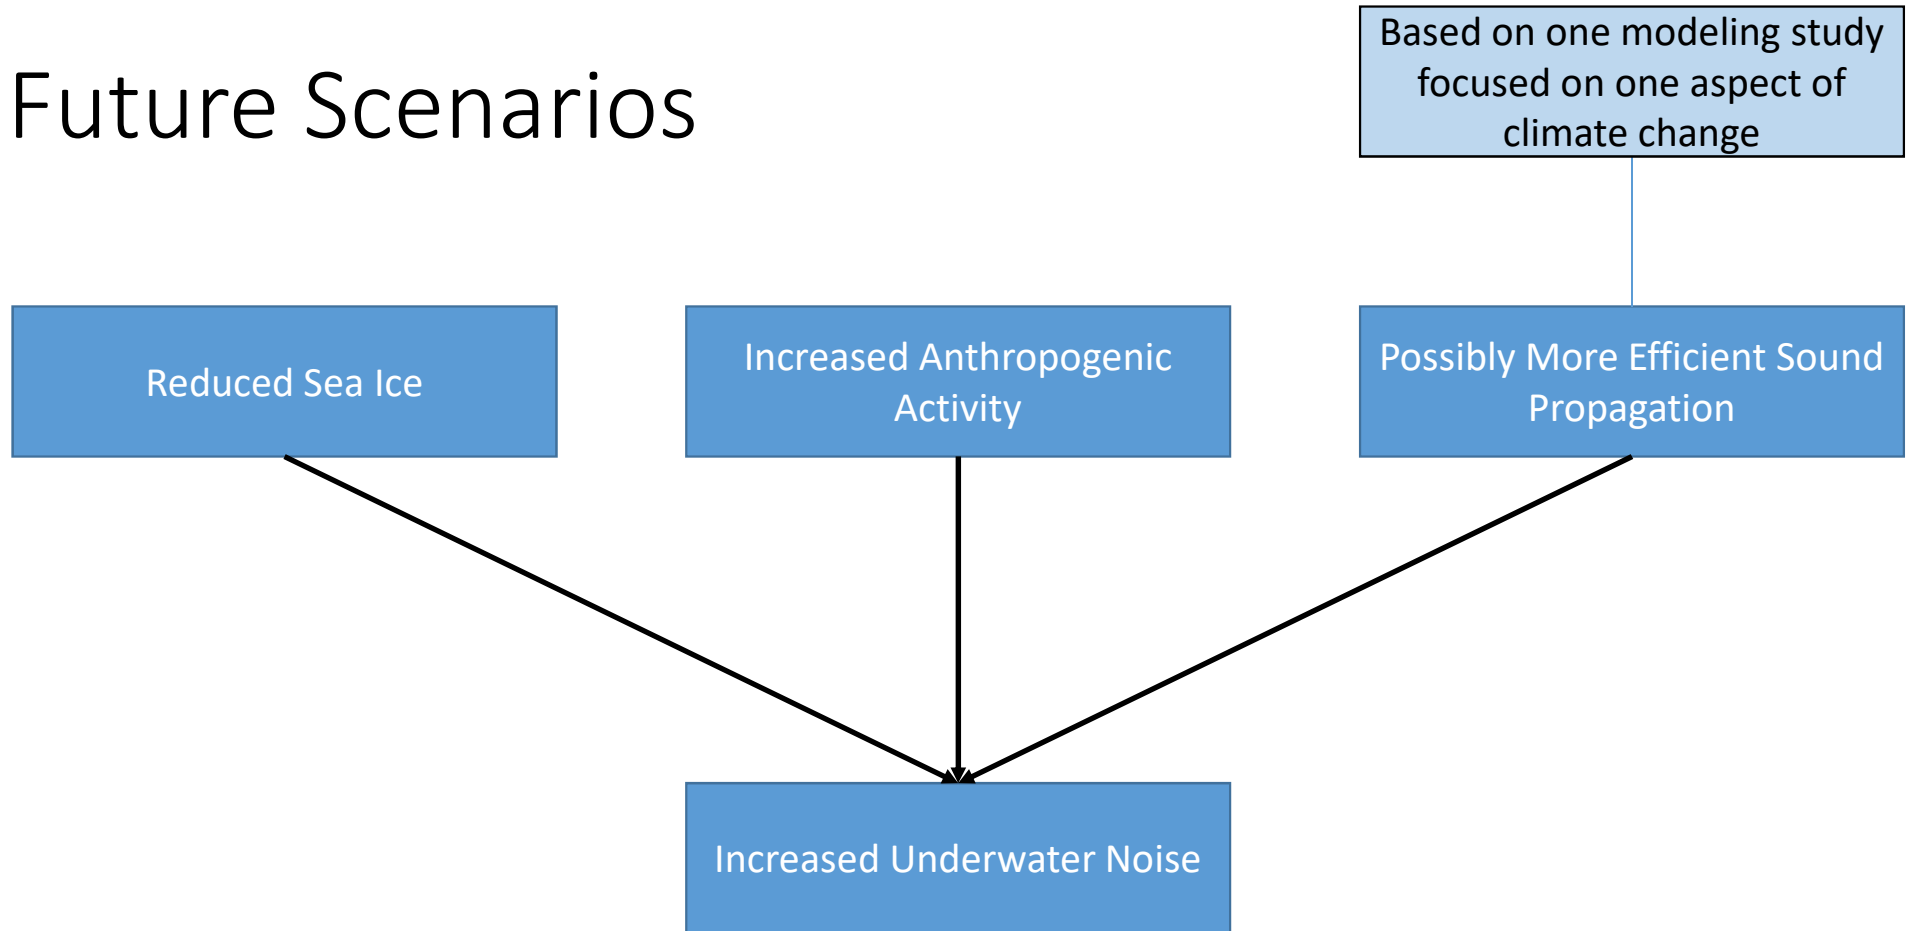 Future Scenarios
Based on one modeling study
focused on one aspect of
climate change
Reduced Sea Ice
Increased Anthropogenic
Activity
Possibly More Efficient Sound
Propagation
Increased Underwater Noise